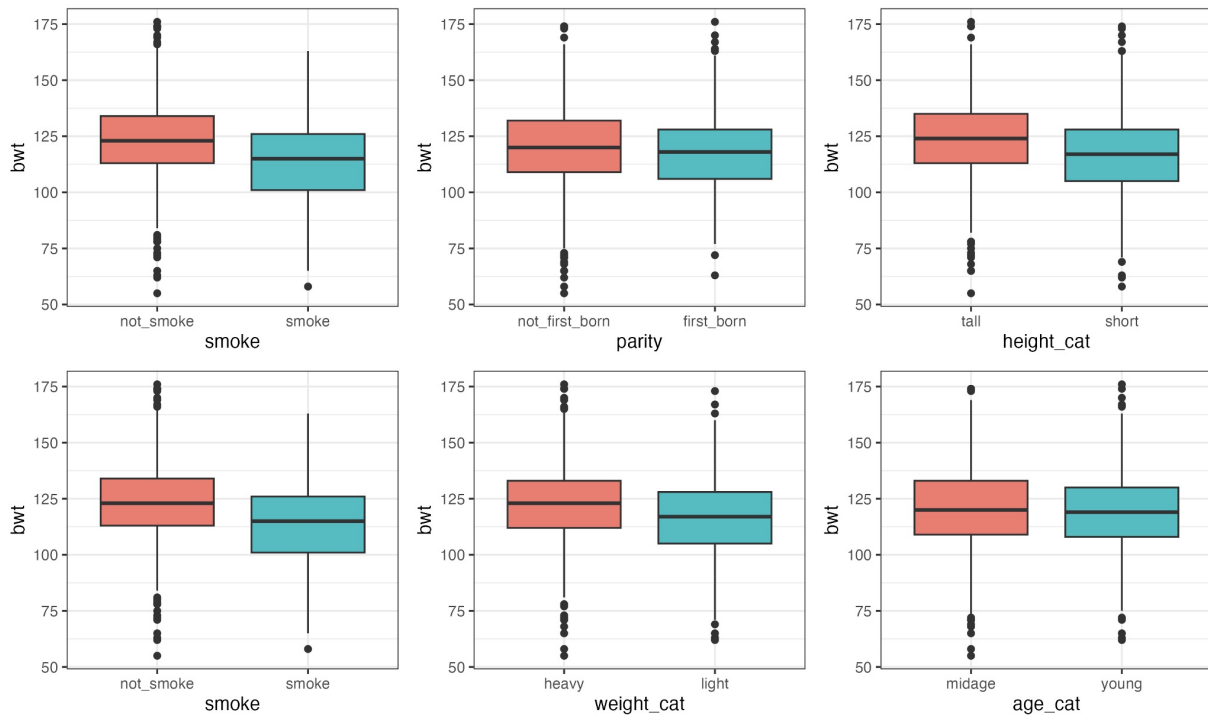 175
150
125
100
75
50
bwt
not_smoke smoke
smoke
175
150
125
100
75
50
bwt
not_first_born first_born
parity
175
150
125
100
75
50
bwt
tall short
height_cat
175
150
125
100
75
50
bwt
not_smoke smoke
smoke
175
150
125
100
75
50
bwt
heavy light
weight_cat
175
150
125
100
75
50
bwt
midage young
age_cat